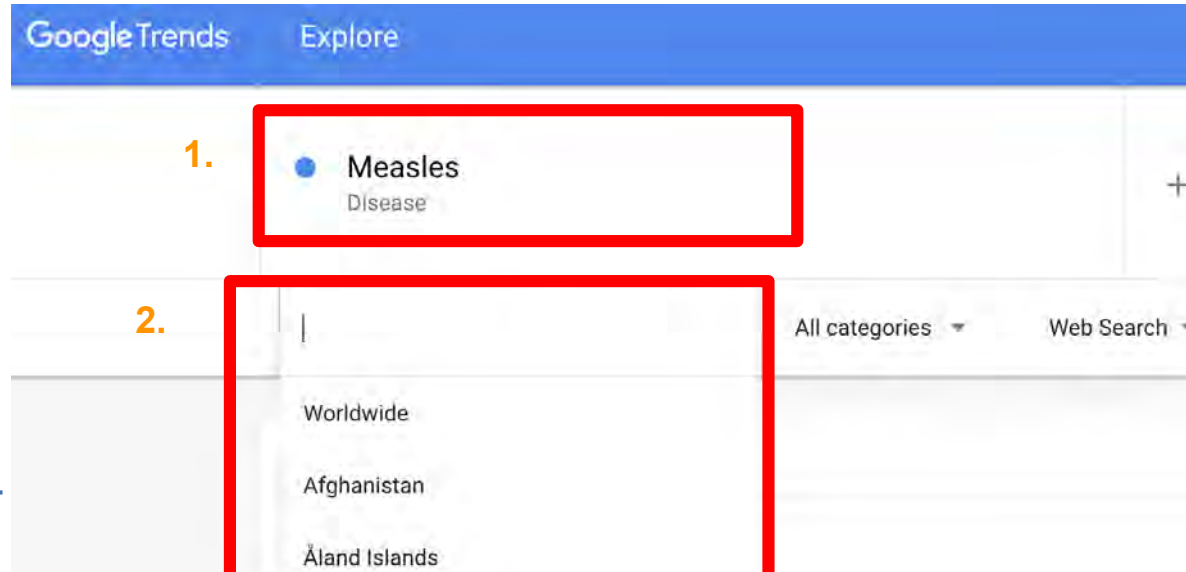 Google Trends Explore
1.
Measles
Disease
+
2.
All categories Web Search
Worldwide
Afghanistan
Åland Islands